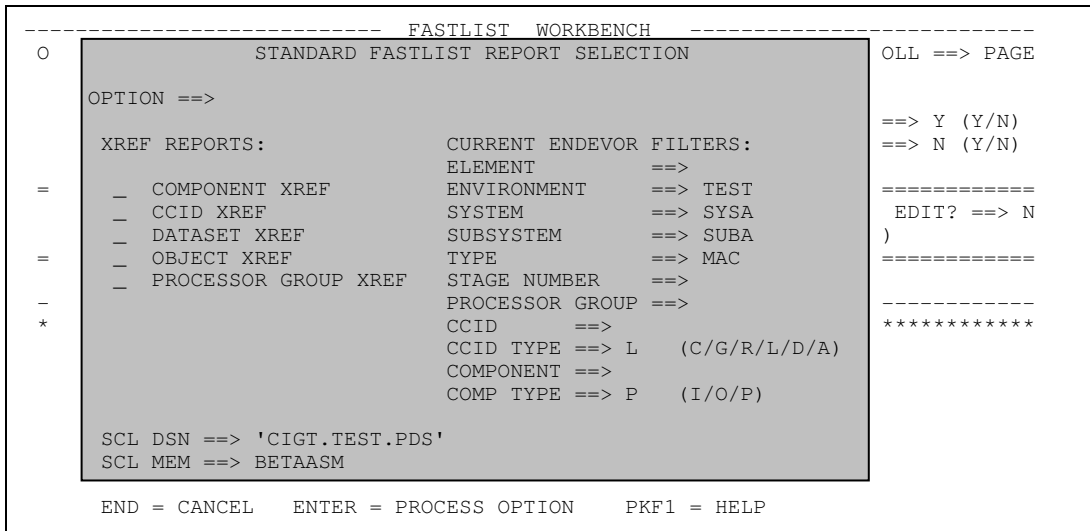 ---------------------------- FASTLIST WORKBENCH ---------------------------
O STANDARD FASTLIST REPORT SELECTION OLL ==> PAGE
OPTION ==>
==> Y (Y/N)
XREF REPORTS: CURRENT ENDEVOR FILTERS: ==> N (Y/N)
ELEMENT ==>
= _ COMPONENT XREF ENVIRONMENT ==> TEST ============
_ CCID XREF SYSTEM ==> SYSA EDIT? ==> N
_ DATASET XREF SUBSYSTEM ==> SUBA )
= _ OBJECT XREF TYPE ==> MAC ============
_ PROCESSOR GROUP XREF STAGE NUMBER ==>
- PROCESSOR GROUP ==> ------------
* CCID ==> ************
CCID TYPE ==> L (C/G/R/L/D/A)
COMPONENT ==>
COMP TYPE ==> P (I/O/P)
SCL DSN ==> 'CIGT.TEST.PDS'
SCL MEM ==> BETAASM
END = CANCEL ENTER = PROCESS OPTION PKF1 = HELP